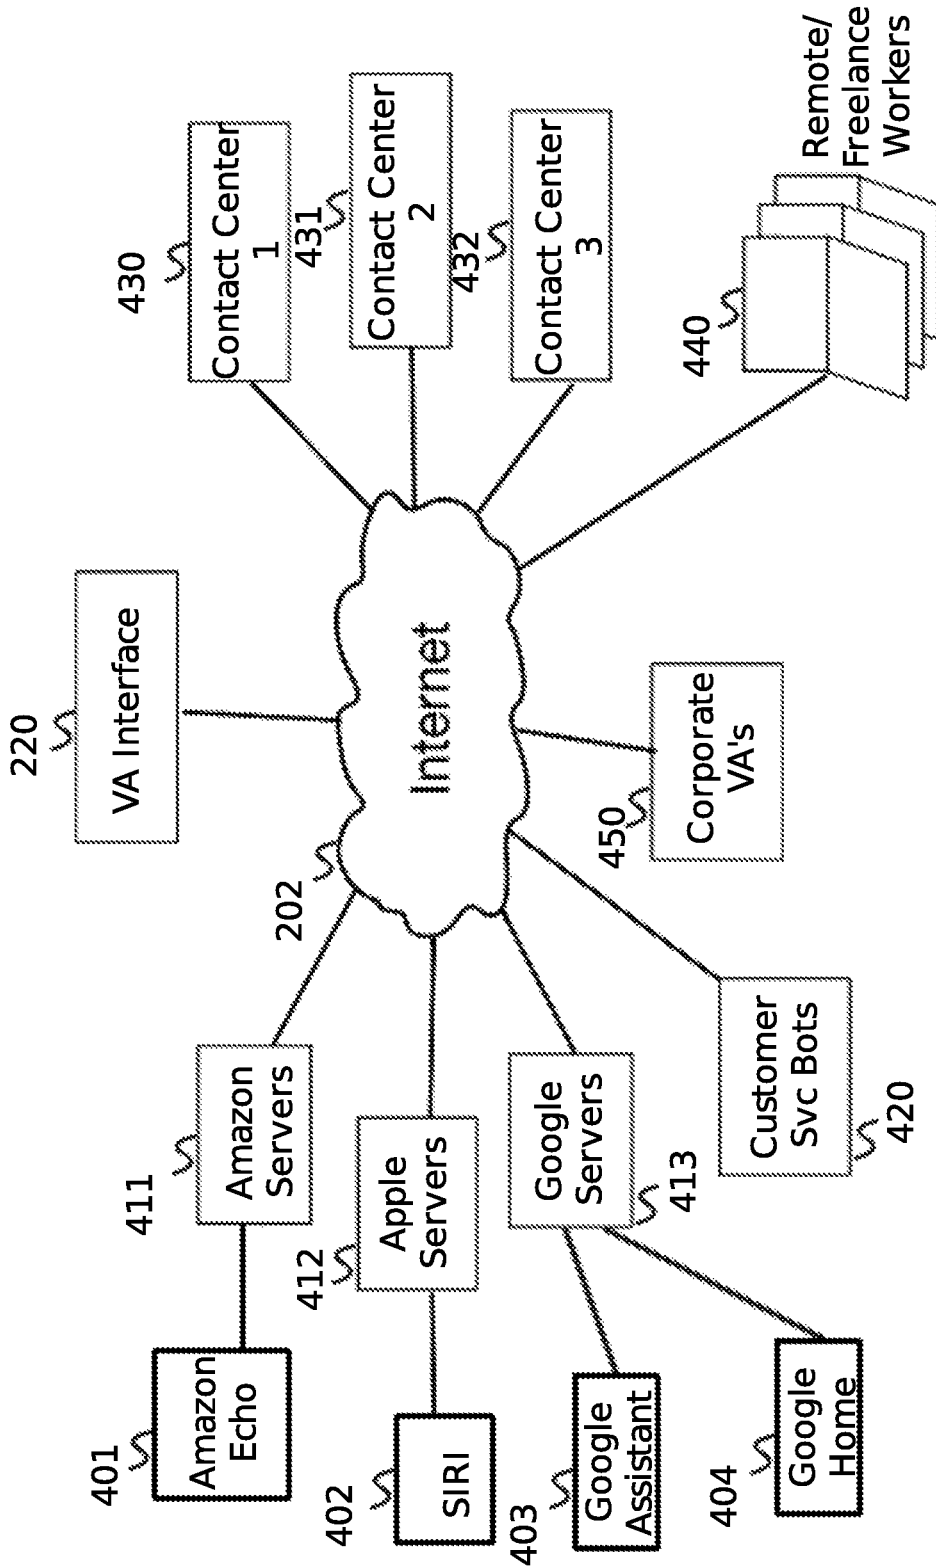 220
VA Interface
202
Internet
401
Amazon
Echo
411
Amazon
Servers
402
SIRI
412
Apple
Servers
403
Google
Assistant
404
Google
Home
Google
Servers
413
Customer
Svc Bots
420
450
Corporate
VA's
430
Contact Center
1
431
Contact Center
2
432
Contact Center
3
440
Remote/
Freelance
Workers